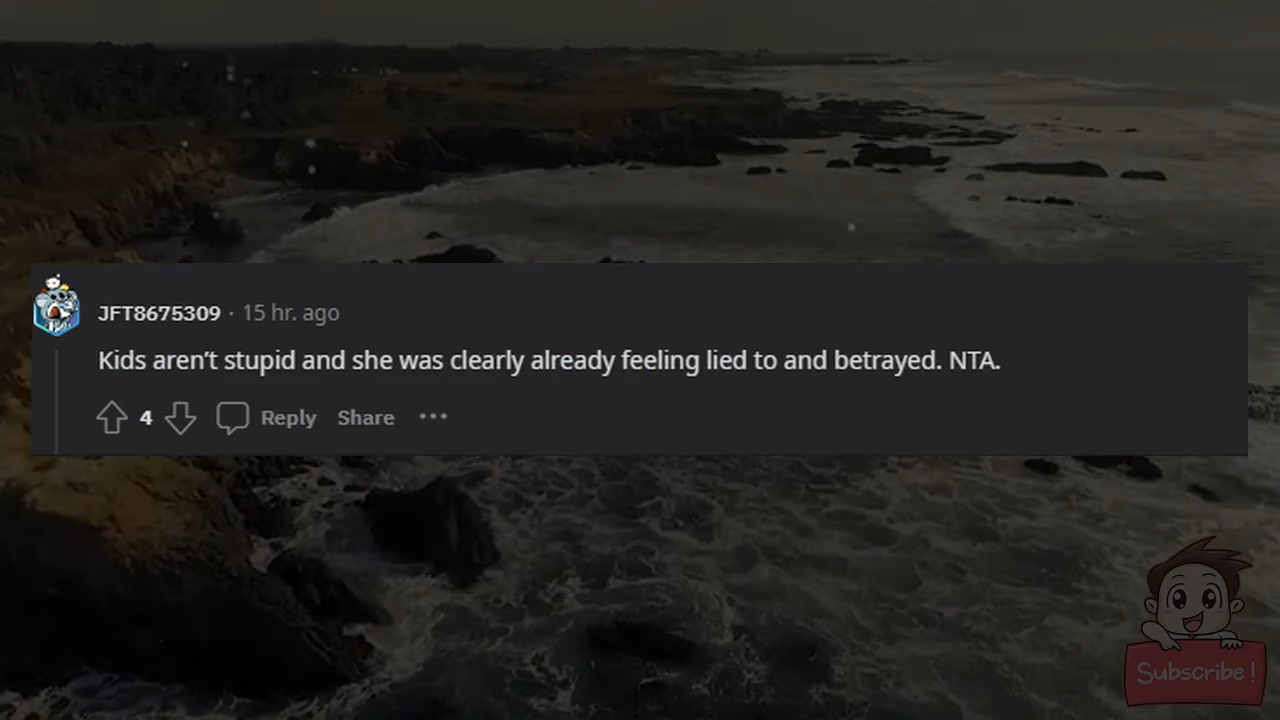 JFT8675309 · 15 hr. ago
Kids aren’t stupid and she was clearly already feeling lied to and betrayed. NTA.
4 Reply Share ···
Subscribe!